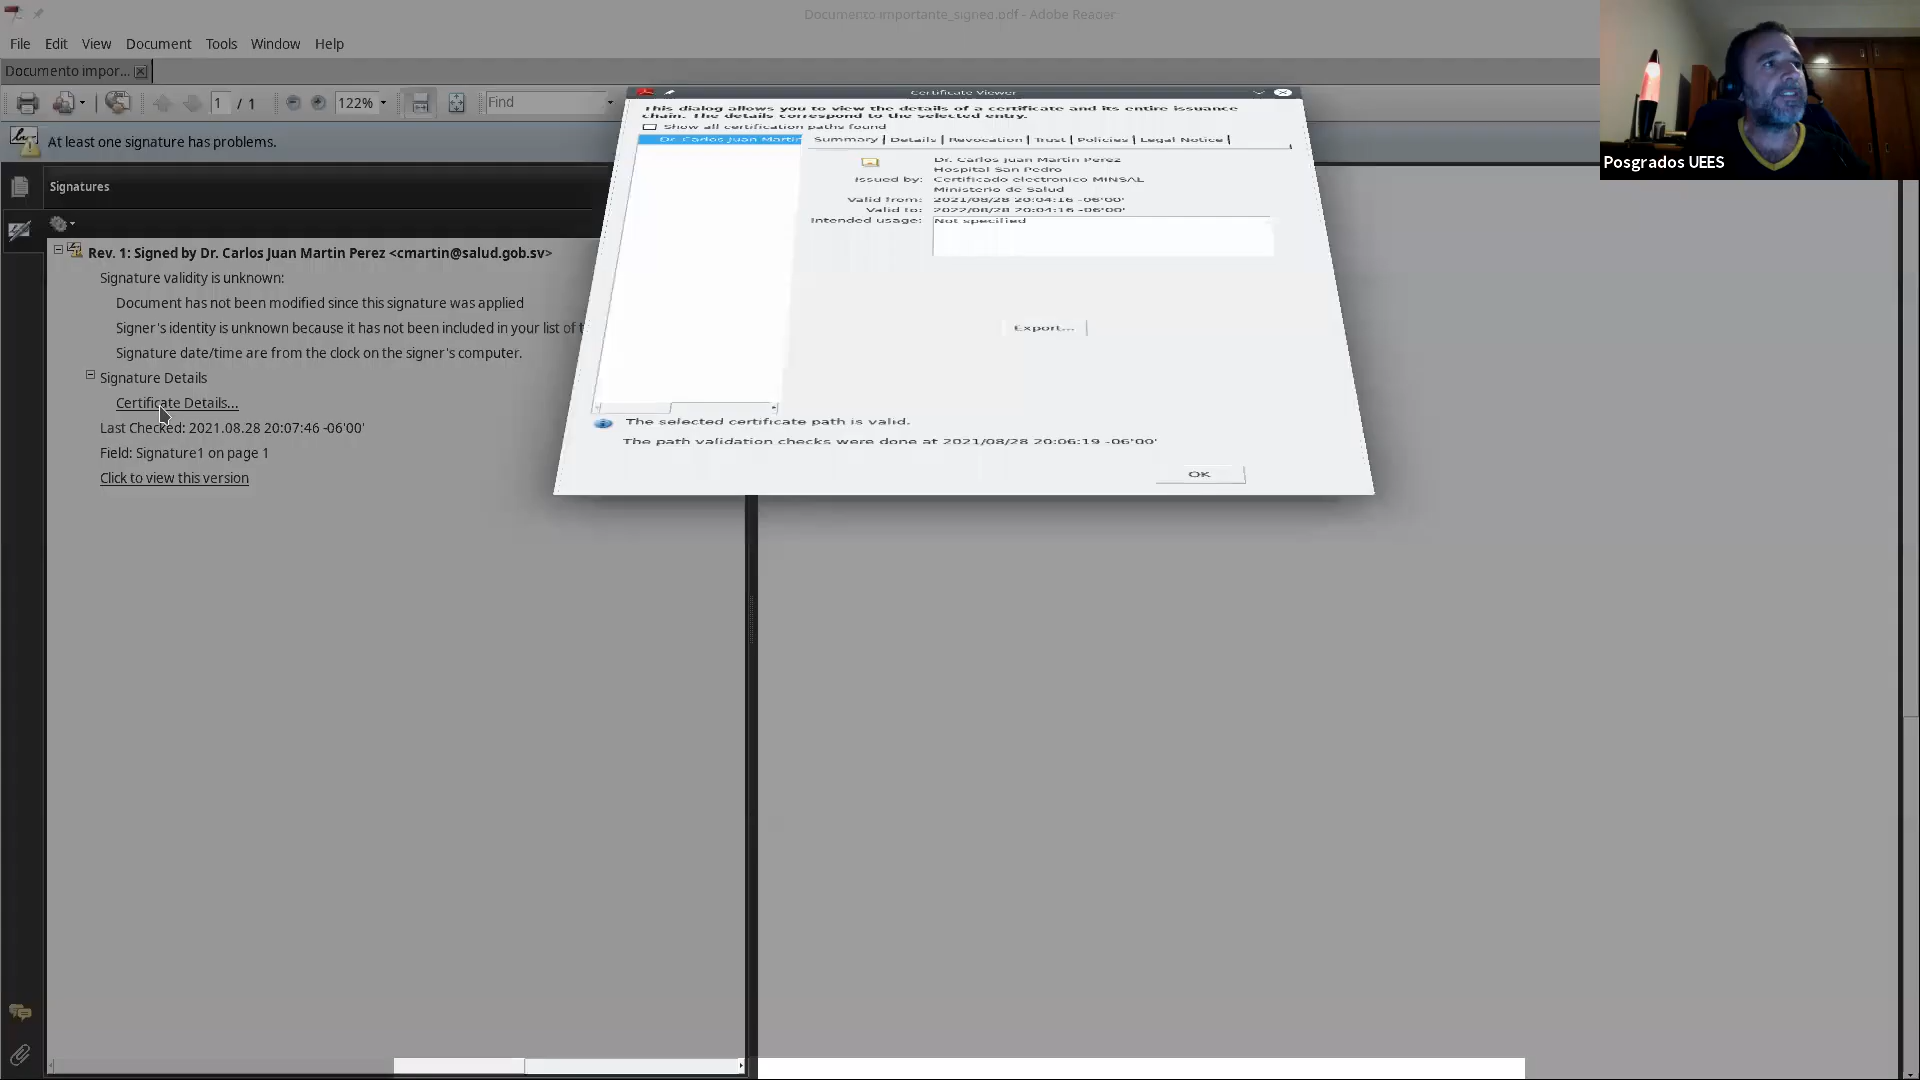 Documento importante_signed.pdf - Adobe Reader
File Edit View Document Tools Window Help
Documento impor...
1 / 1 122% Find
At least one signature has problems.
Signatures
Rev. 1: Signed by Dr. Carlos Juan Martin Perez <cmartin@salud.gob.sv>
Signature validity is unknown:
Document has not been modified since this signature was applied
Signer's identity is unknown because it has not been included in your list of t
Signature date/time are from the clock on the signer's computer.
Signature Details
Certificate Details...
Last Checked: 2021.08.28 20:07:46 -06'00'
Field: Signature1 on page 1
Click to view this version
Certificate Viewer
This dialog allows you to view the details of a certificate and its entire issuance
chain. The details correspond to the selected entry.
Show all certification paths found
Dr. Carlos Juan Martin
Summary Details Revocation Trust Policies Legal Notice
Dr. Carlos Juan Martin Perez
Hospital San Pedro
Issued by: Certificado electronico MINSAL
Ministerio de Salud
Valid from: 2021/08/28 20:04:16 -06'00'
Valid to: 2022/08/28 20:04:16 -06'00'
Intended usage: Not specified
Export...
The selected certificate path is valid.
The path validation checks were done at 2021/08/28 20:06:19 -06'00'
OK
Posgrados UEES